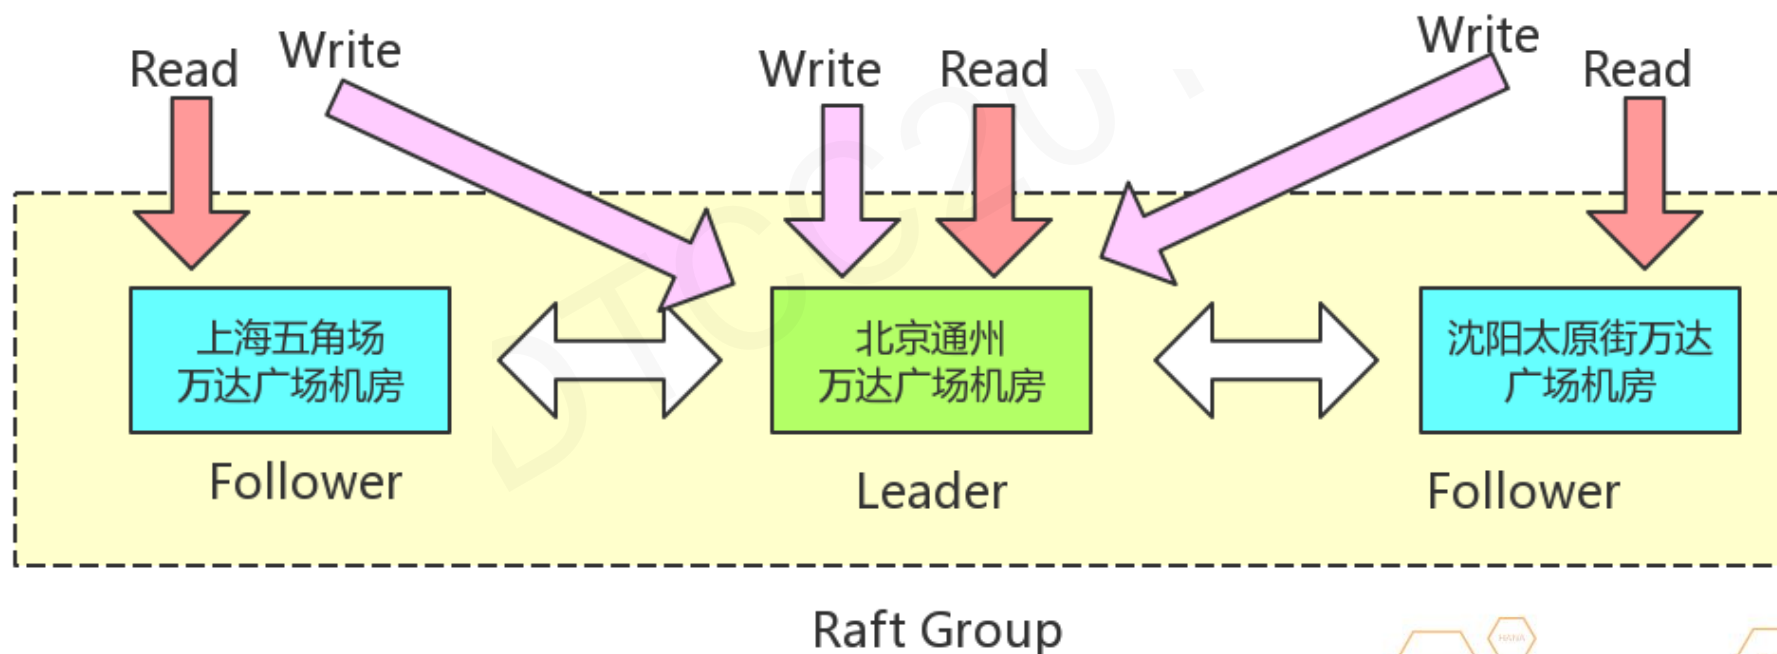 Read
Write
Write
Read
Write
Read
上海五角场
万达广场机房
北京通州
万达广场机房
沈阳太原街万达
广场机房
Follower
Leader
Follower
Raft Group